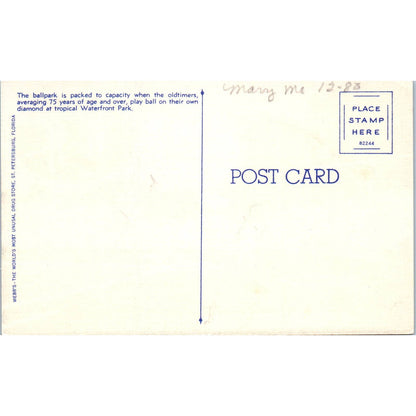 The ballpark is packed to capacity when the oldtimers,
averaging 75 years of age and over, play ball on their own
diamond at tropical Waterfront Park.
Mary Me 12-83
PLACE
STAMP
HERE
82244
POST CARD
WEBB'S-THE WORLD'S MOST UNUSUAL DRUG STORE, ST. PETERSBURG, FLORIDA